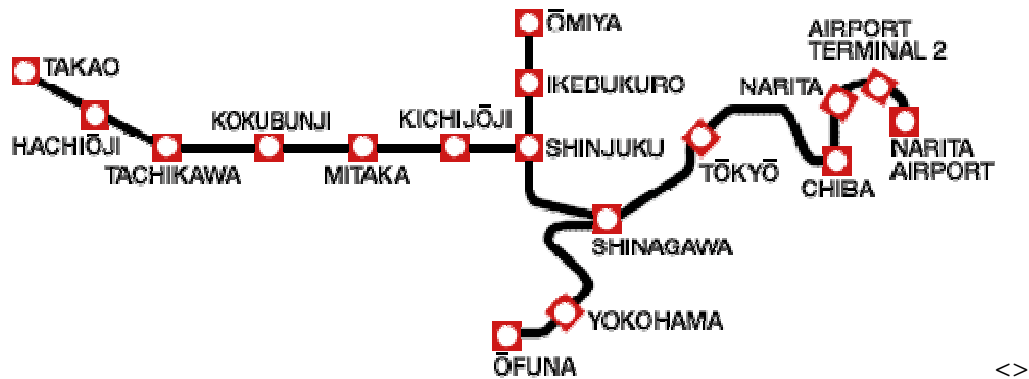 ŌMIYA
AIRPORT
TERMINAL 2
TAKAO
IKEBUKURO
NARITA
HACHIŌJI
KOKUBUNJI
KICHIJŌJI
SHINJUKU
TACHIKAWA
MITAKA
TŌKYŌ
CHIBA
NARITA
AIRPORT
SHINAGAWA
YOKOHAMA
ŌFUNA
<>